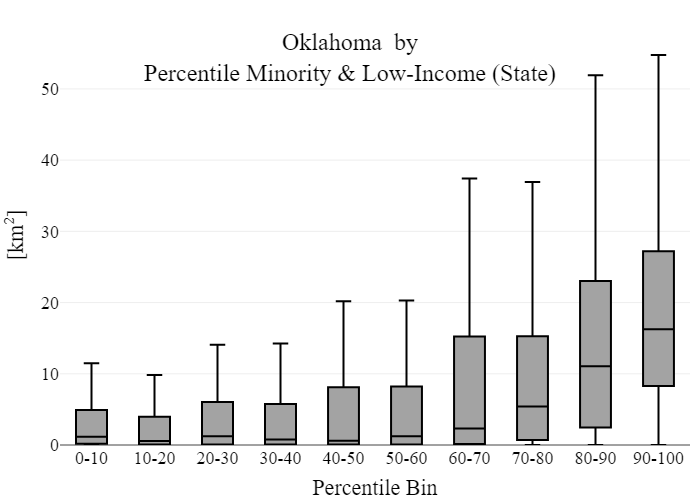 Oklahoma by
Percentile Minority & Low-Income (State)
50
40
30
20
10
0
[km²]
0-10 10-20 20-30 30-40 40-50 50-60 60-70 70-80 80-90 90-100
Percentile Bin